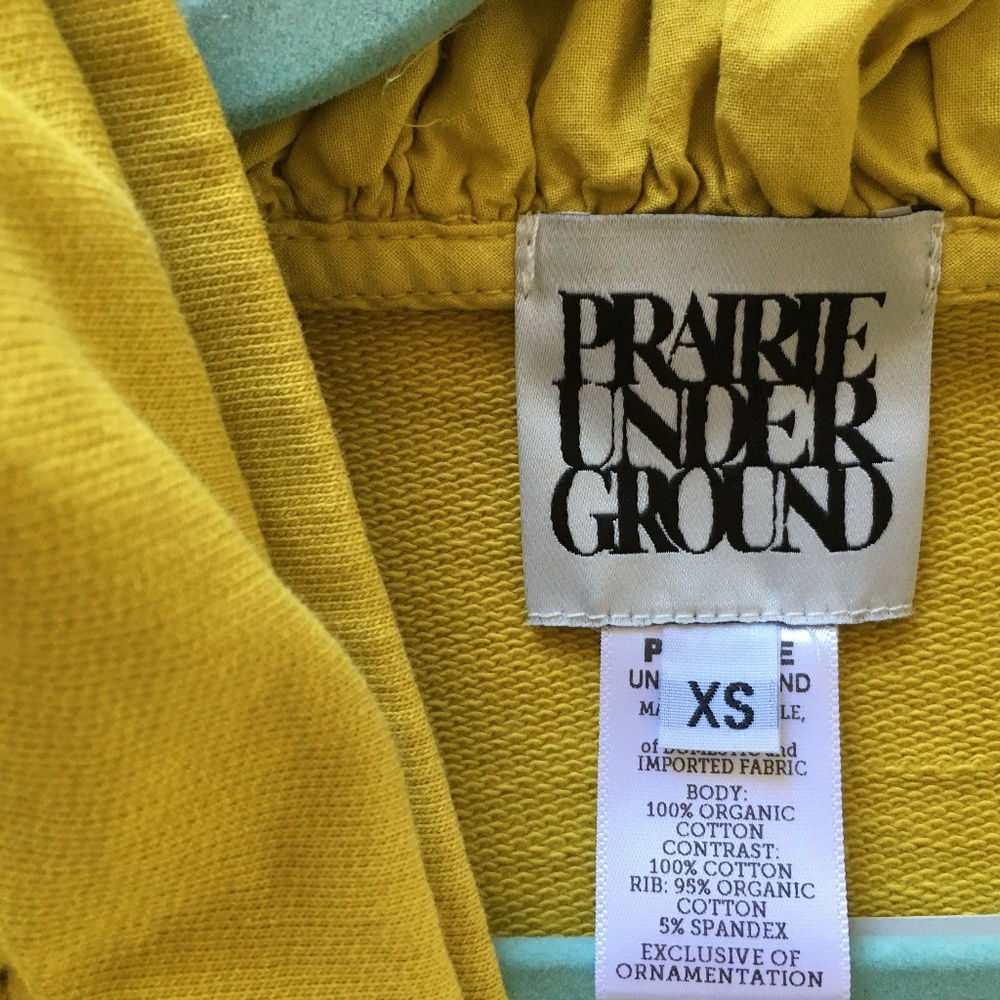 PRAIRIE
UNDER
GROUND
XS
of DOMESTIC and
IMPORTED FABRIC
BODY:
100% ORGANIC
COTTON
CONTRAST:
100% COTTON
RIB: 95% ORGANIC
COTTON
5% SPANDEX
EXCLUSIVE OF
ORNAMENTATION